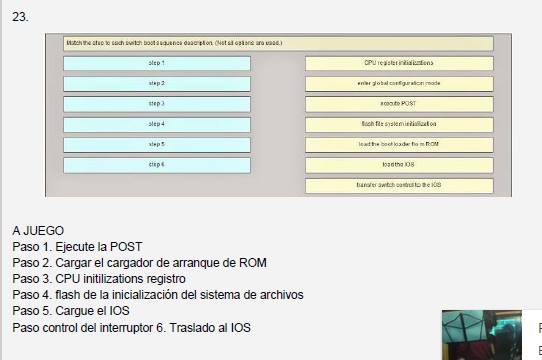 23.
Match the step to each switch boot sequence description. (Not all options are used.)
step 1
CPU register initializations
step 2
enter global configuration mode
step 3
execute POST
step 4
flash file system initialization
step 5
load the boot loader from ROM
step 6
load the IOS
transfer switch control to the IOS
A JUEGO
Paso 1. Ejecute la POST
Paso 2. Cargar el cargador de arranque de ROM
Paso 3. CPU initilizations registro
Paso 4. flash de la inicialización del sistema de archivos
Paso 5. Cargue el IOS
Paso control del interruptor 6. Traslado al IOS